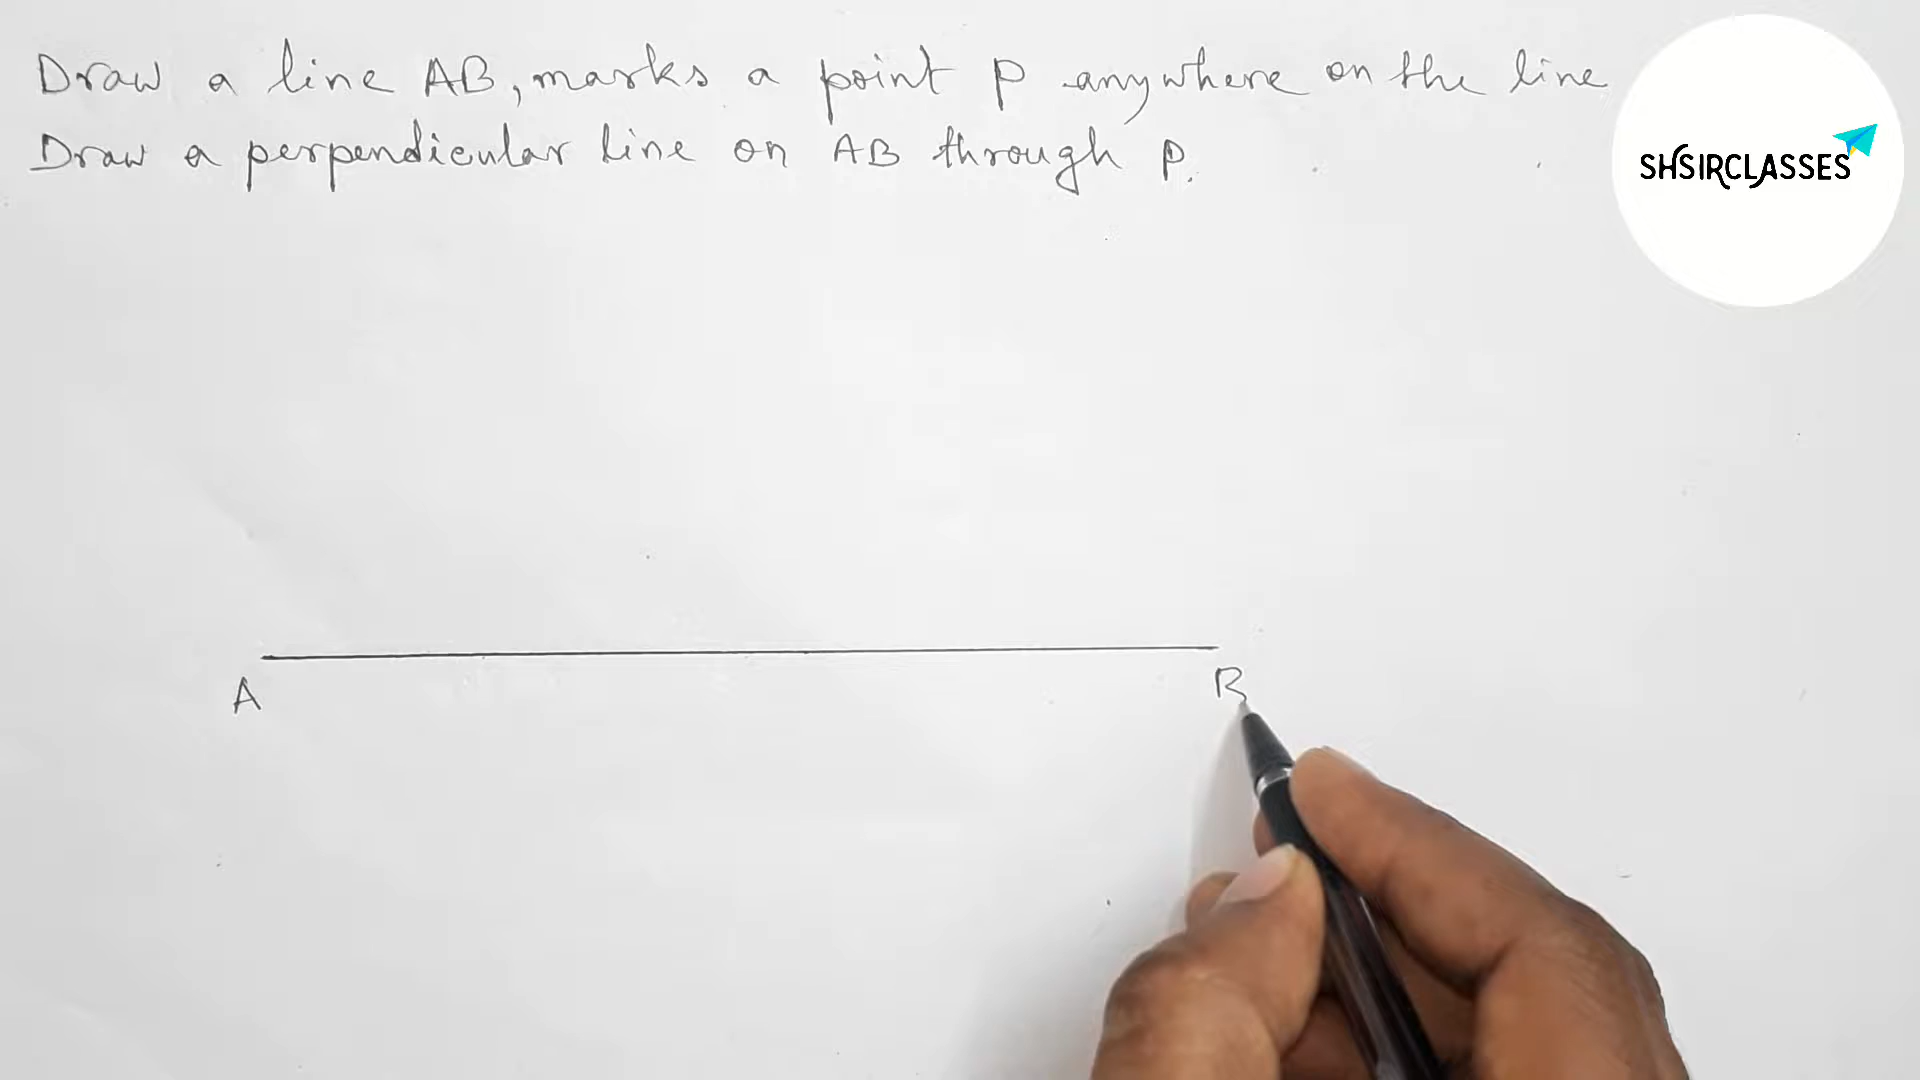 Draw a line AB, marks a point P anywhere on the line
Draw a perpendicular line on AB through P.
SHSIRCLASSES
A
B